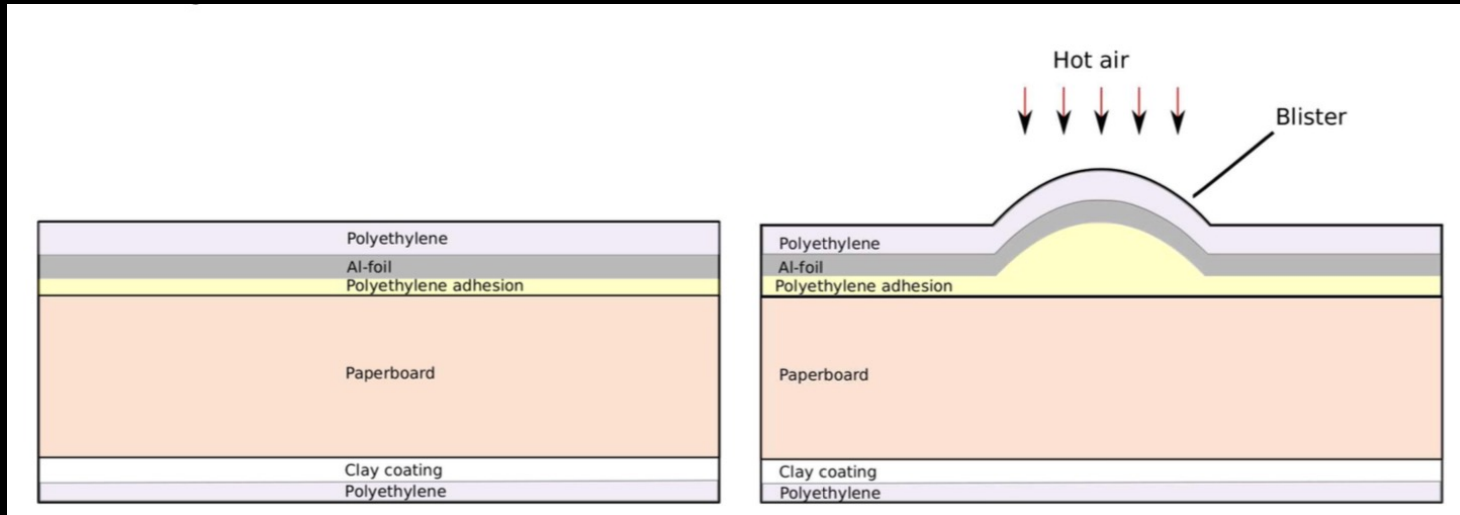 Polyethylene
Al-foil
Polyethylene adhesion
Paperboard
Clay coating
Polyethylene
Hot air
Blister
Polyethylene
Al-foil
Polyethylene adhesion
Paperboard
Clay coating
Polyethylene